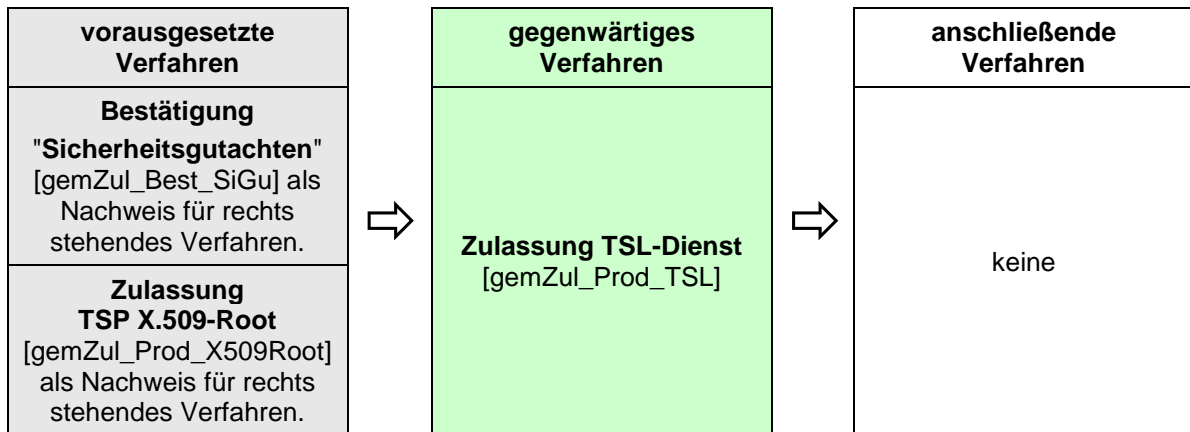 vorausgesetzte
Verfahren
Bestätigung
"Sicherheitsgutachten"
[gemZul_Best_SiGu] als
Nachweis für rechts
stehendes Verfahren.
Zulassung
TSP X.509-Root
[gemZul_Prod_X509Root]
als Nachweis für rechts
stehendes Verfahren.
gegenwärtiges
Verfahren
Zulassung TSL-Dienst
[gemZul_Prod_TSL]
anschließende
Verfahren
keine